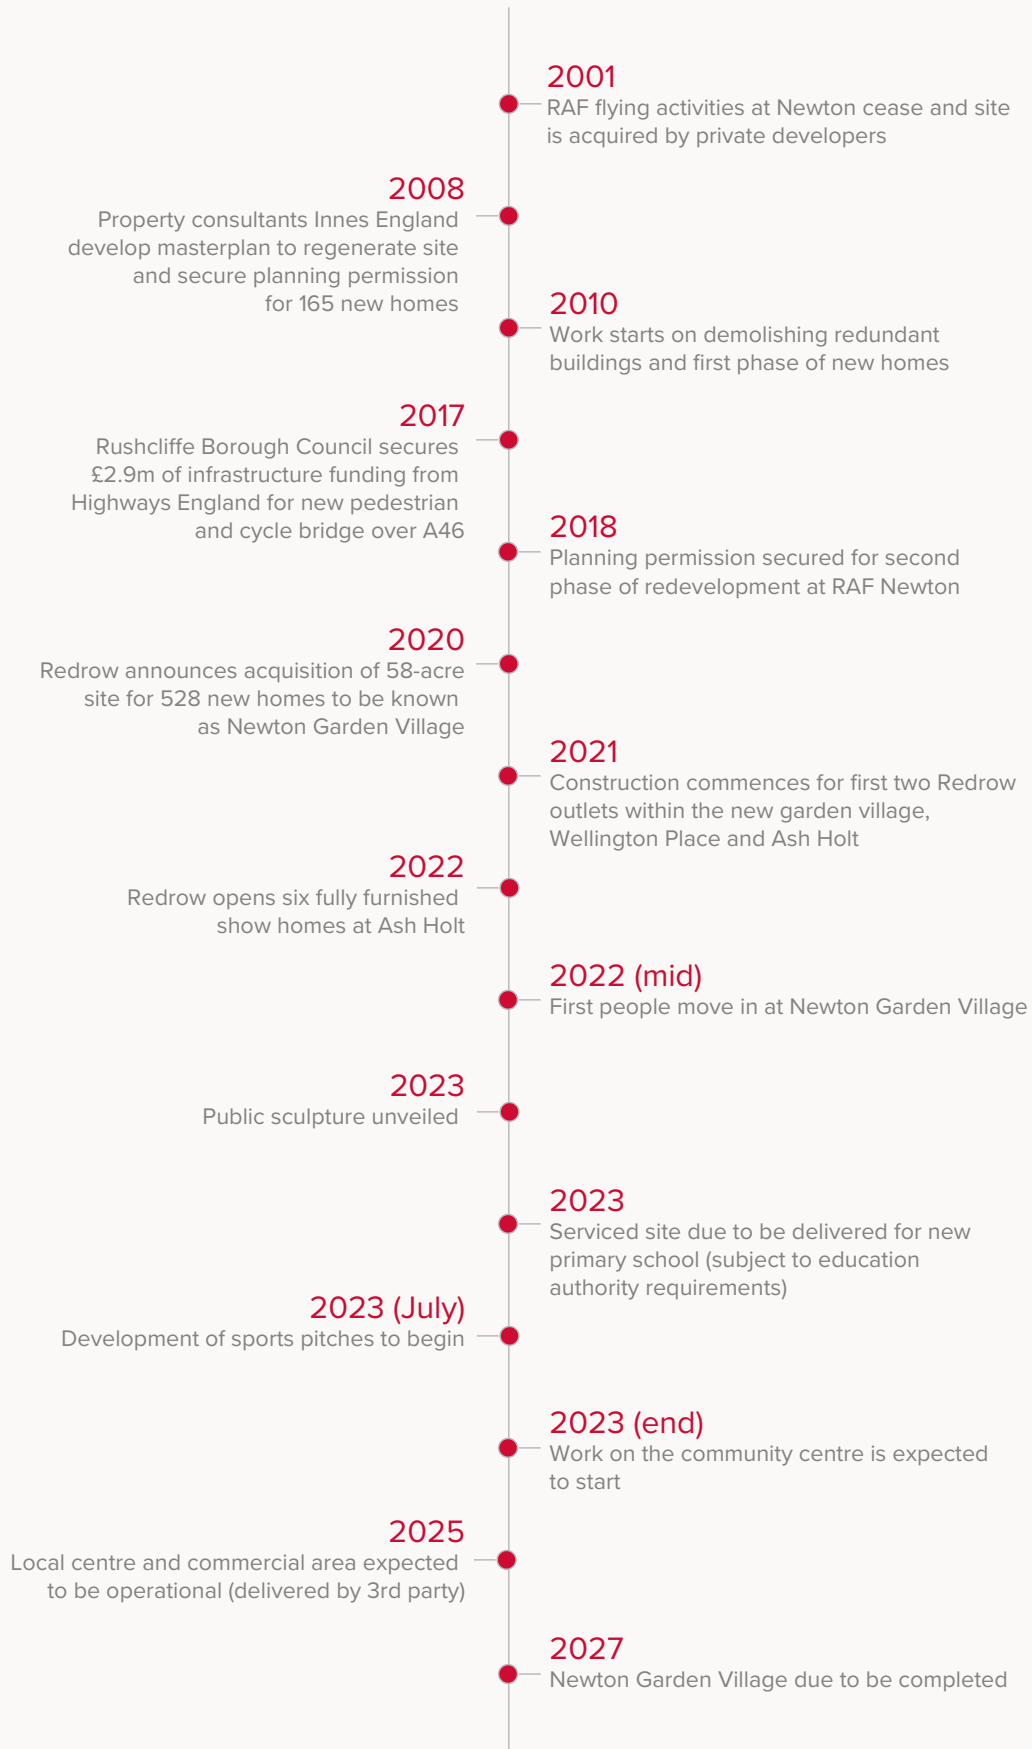 2001
RAF flying activities at Newton cease and site
is acquired by private developers
2008
Property consultants Innes England
develop masterplan to regenerate site
and secure planning permission
for 165 new homes
2010
Work starts on demolishing redundant
buildings and first phase of new homes
2017
Rushcliffe Borough Council secures
£2.9m of infrastructure funding from
Highways England for new pedestrian
and cycle bridge over A46
2018
Planning permission secured for second
phase of redevelopment at RAF Newton
2020
Redrow announces acquisition of 58-acre
site for 528 new homes to be known
as Newton Garden Village
2021
Construction commences for first two Redrow
outlets within the new garden village,
Wellington Place and Ash Holt
2022
Redrow opens six fully furnished
show homes at Ash Holt
2022 (mid)
First people move in at Newton Garden Village
2023
Public sculpture unveiled
2023
Serviced site due to be delivered for new
primary school (subject to education
authority requirements)
2023 (July)
Development of sports pitches to begin
2023 (end)
Work on the community centre is expected
to start
2025
Local centre and commercial area expected
to be operational (delivered by 3rd party)
2027
Newton Garden Village due to be completed